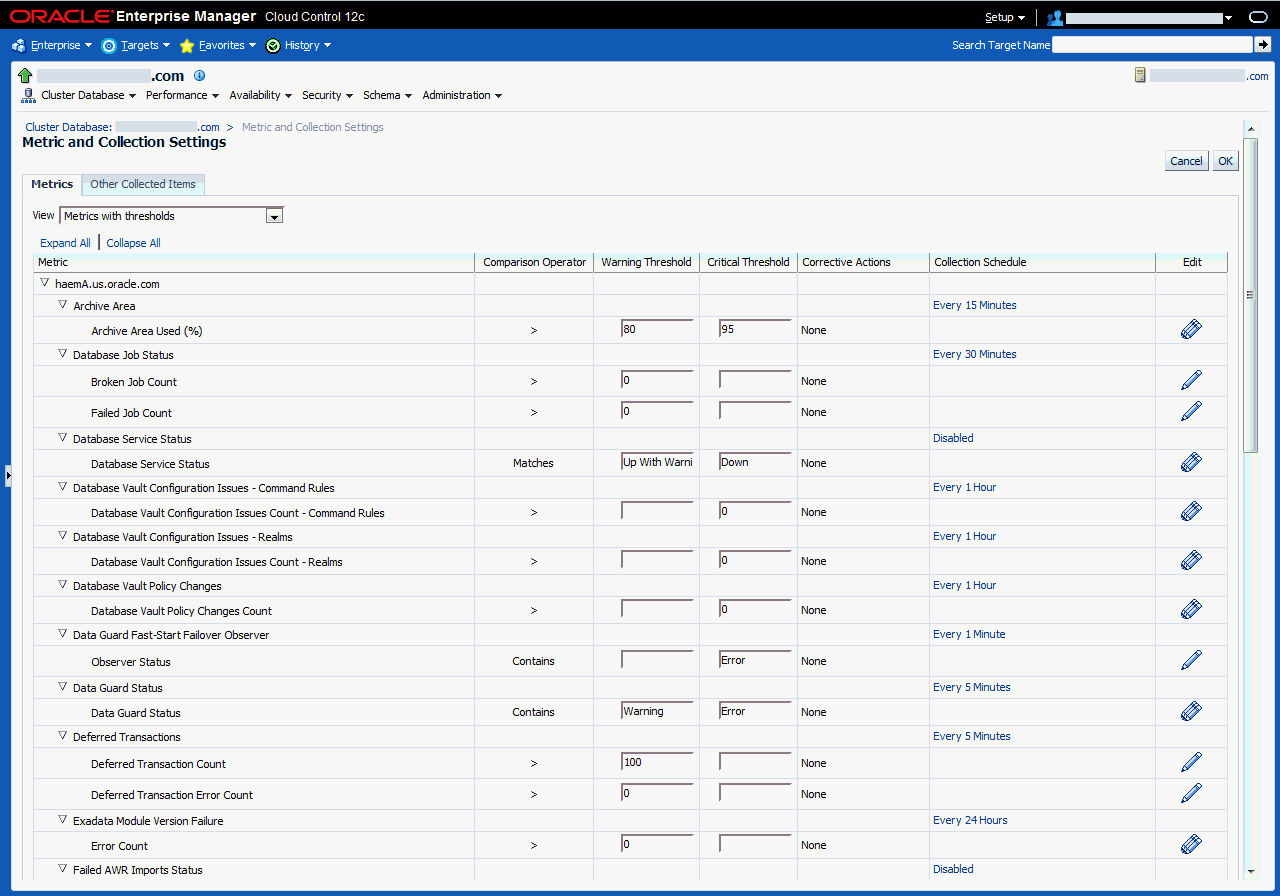 ORACLE Enterprise Manager Cloud Control 12c Setup
Enterprise Targets Favorites History Search Target Name
.com .com
Cluster Database Performance Availability Security Schema Administration
Cluster Database: .com > Metric and Collection Settings
Metric and Collection Settings
Cancel OK
Metrics Other Collected Items
View Metrics with thresholds
Expand All Collapse All
Metric Comparison Operator Warning Threshold Critical Threshold Corrective Actions Collection Schedule Edit
haemA.us.oracle.com
Archive Area Every 15 Minutes
Archive Area Used (%) > 80 95 None
Database Job Status Every 30 Minutes
Broken Job Count > 0 None
Failed Job Count > 0 None
Database Service Status Disabled
Database Service Status Matches Up With Warni Down None
Database Vault Configuration Issues - Command Rules Every 1 Hour
Database Vault Configuration Issues Count - Command Rules > 0 None
Database Vault Configuration Issues - Realms Every 1 Hour
Database Vault Configuration Issues Count - Realms > 0 None
Database Vault Policy Changes Every 1 Hour
Database Vault Policy Changes Count > 0 None
Data Guard Fast-Start Failover Observer Every 1 Minute
Observer Status Contains Error None
Data Guard Status Every 5 Minutes
Data Guard Status Contains Warning Error None
Deferred Transactions Every 5 Minutes
Deferred Transaction Count > 100 None
Deferred Transaction Error Count > 0 None
Exadata Module Version Failure Every 24 Hours
Error Count > 0 None
Failed AWR Imports Status Disabled